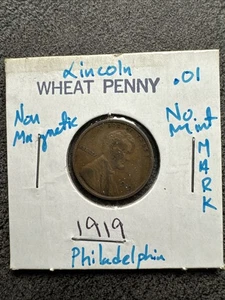 Lincoln
WHEAT PENNY .01
Non Magnetic
No. Mint MARK
1919
Philadelphia